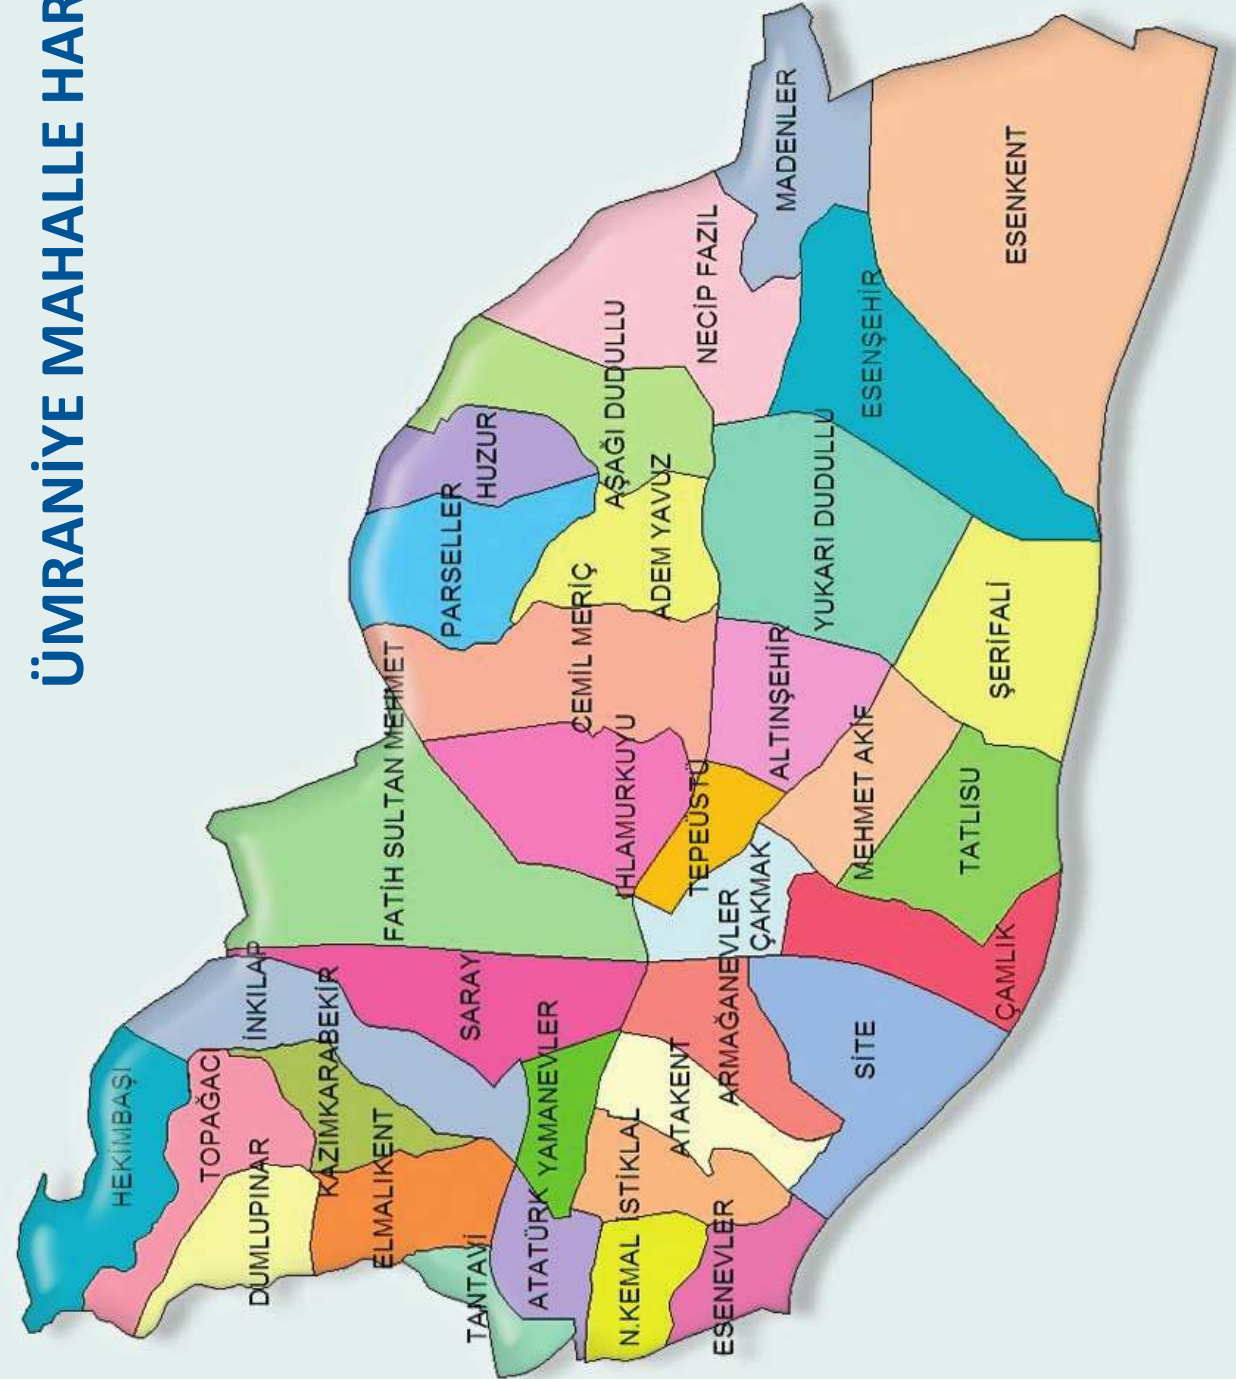 ÜMRANİYE MAHALLE HAR
HEKİMBAŞI
TOPAĞACI
DUMLUPINAR
İNKILAP
KAZIMKARABEKİR
ELMALIKENT
FATİH SULTAN MEHMET
PARSELLER
HUZUR
TANTAVİ
SARAY
ATATÜRK
YAMANEVLER
CEMİL MERİÇ
AŞAĞI DUDULLU
N.KEMAL
İSTİKLAL
IHLAMURKUYU
ADEM YAVUZ
ATAKENT
TEPEÜSTÜ
NECİP FAZIL
ESENEVLER
ARMAĞANEVLER
ÇAKMAK
ALTINŞEHİR
MADENLER
YUKARI DUDULLU
SİTE
MEHMET AKİF
ESENŞEHİR
TATLISU
ŞERİFALİ
ÇAMLIK
ESENKENT